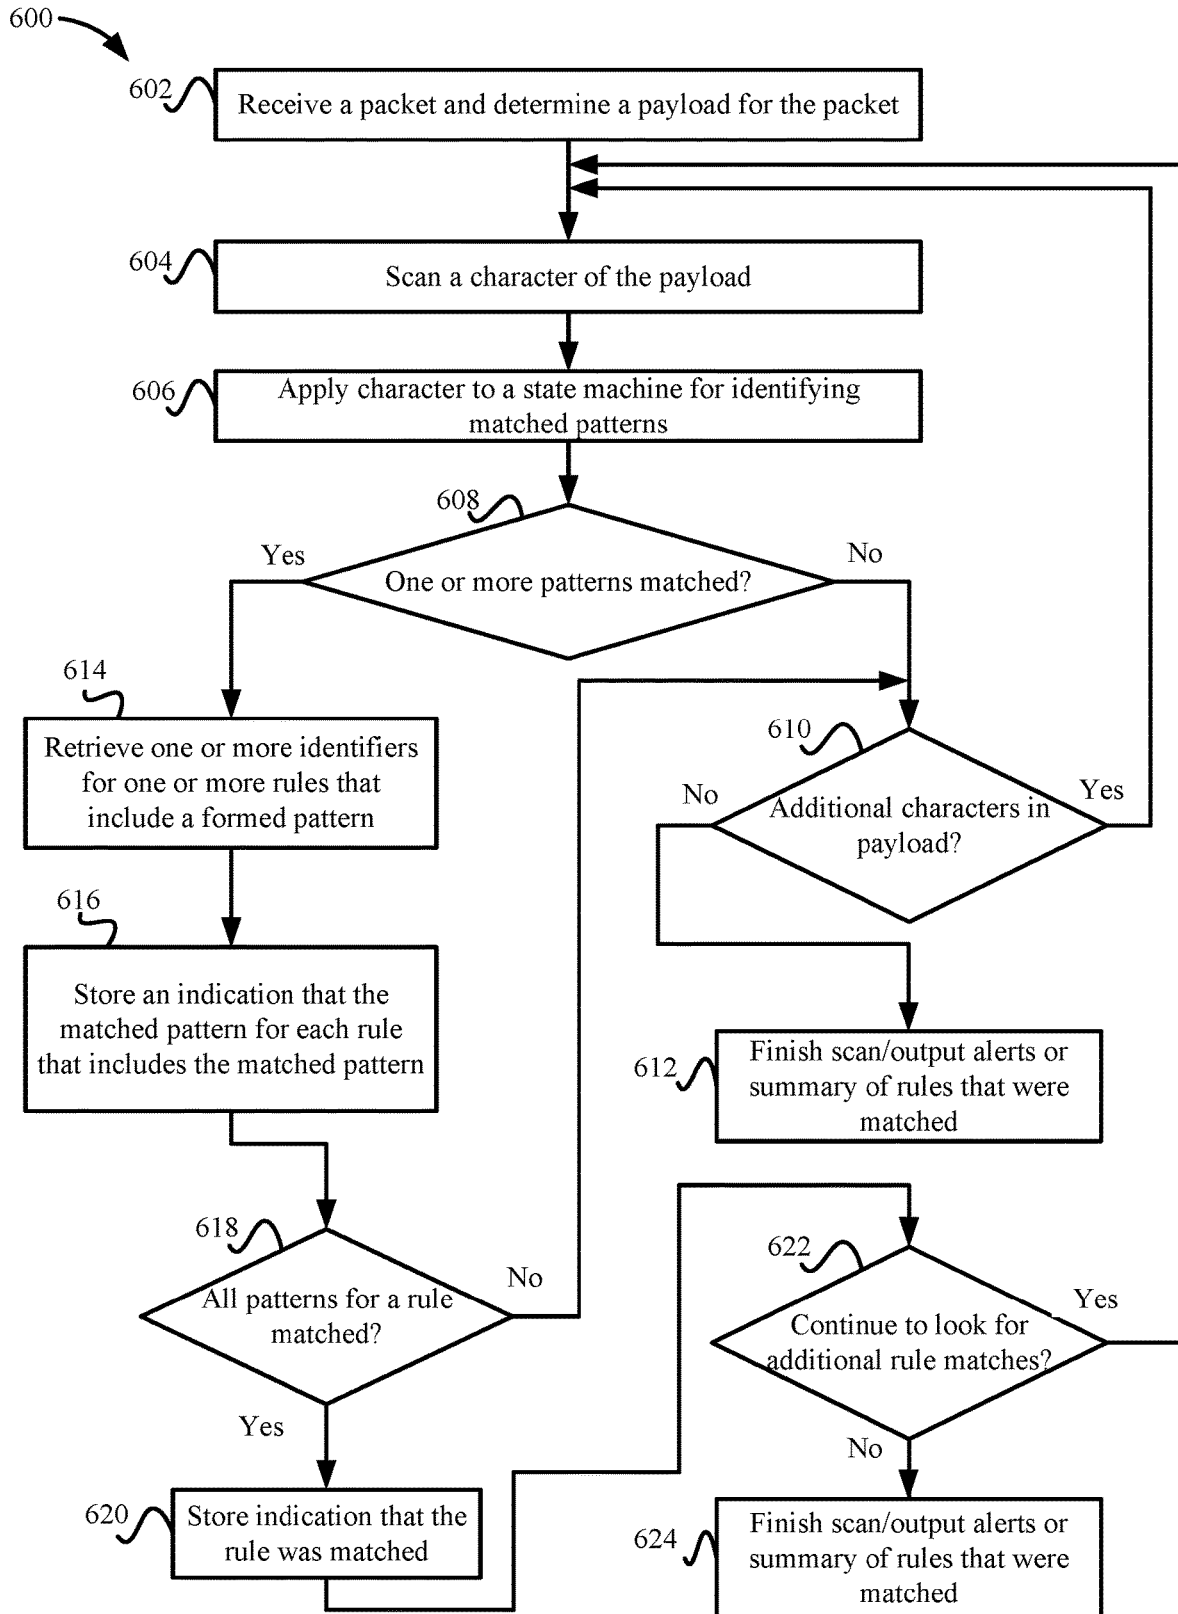 600
602
Receive a packet and determine a payload for the packet
604
Scan a character of the payload
606
Apply character to a state machine for identifying
matched patterns
608
Yes
No
One or more patterns matched?
614
Retrieve one or more identifiers
for one or more rules that
include a formed pattern
610
No
Yes
Additional characters in
payload?
616
Store an indication that the
matched pattern for each rule
that includes the matched pattern
612
Finish scan/output alerts or
summary of rules that were
matched
618
No
All patterns for a rule
matched?
Yes
622
Yes
Continue to look for
additional rule matches?
No
620
Store indication that the
rule was matched
624
Finish scan/output alerts or
summary of rules that were
matched